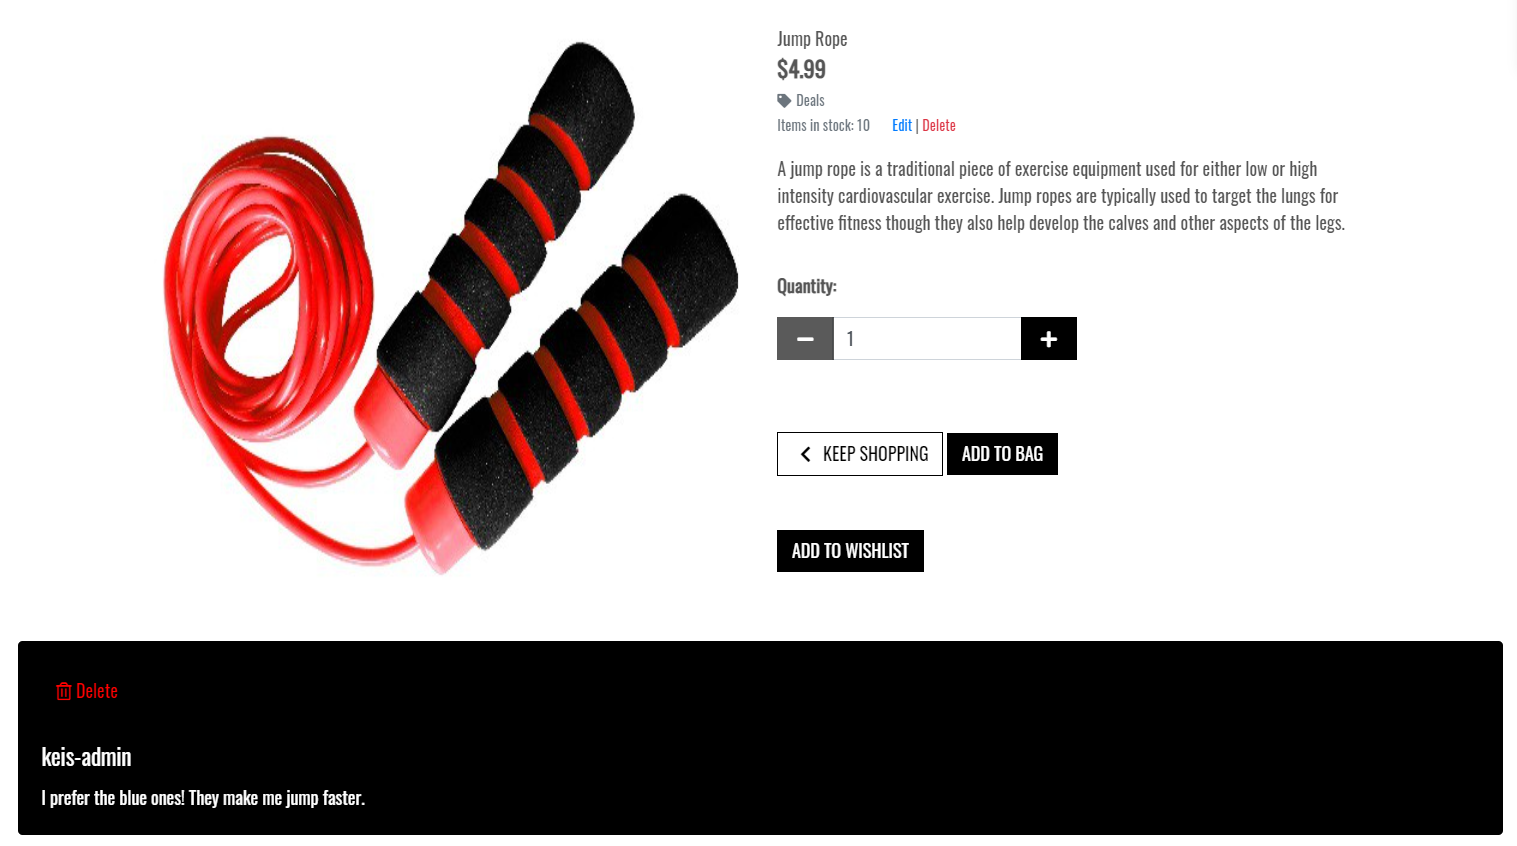 Jump Rope
$4.99
Deals
Items in stock: 10 Edit | Delete
A jump rope is a traditional piece of exercise equipment used for either low or high
intensity cardiovascular exercise. Jump ropes are typically used to target the lungs for
effective fitness though they also help develop the calves and other aspects of the legs.
Quantity:
1
KEEP SHOPPING ADD TO BAG
ADD TO WISHLIST
Delete
keis-admin
I prefer the blue ones! They make me jump faster.